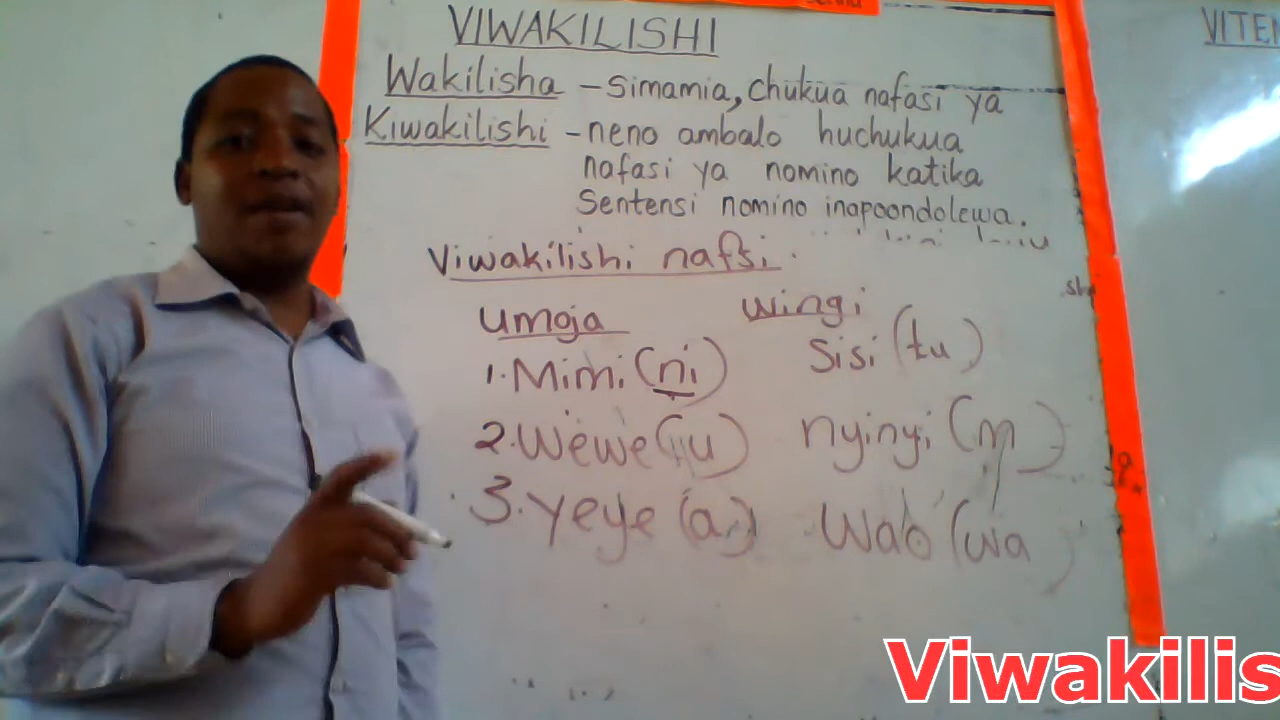 VIWAKILISHI
VITE
Wakilisha - Simamia, chukua nafasi ya
Kiwakilishi - neno ambalo huchukua
nafasi ya nomino katika
Sentensi nomino inapoondolewa.
Viwakilishi nafsi.
umoja wingi
1. Mimi (ni) Sisi (tu)
2. Wewe (u) nyinyi (m)
3. Yeye (a) Wao (wa
Viwakilis